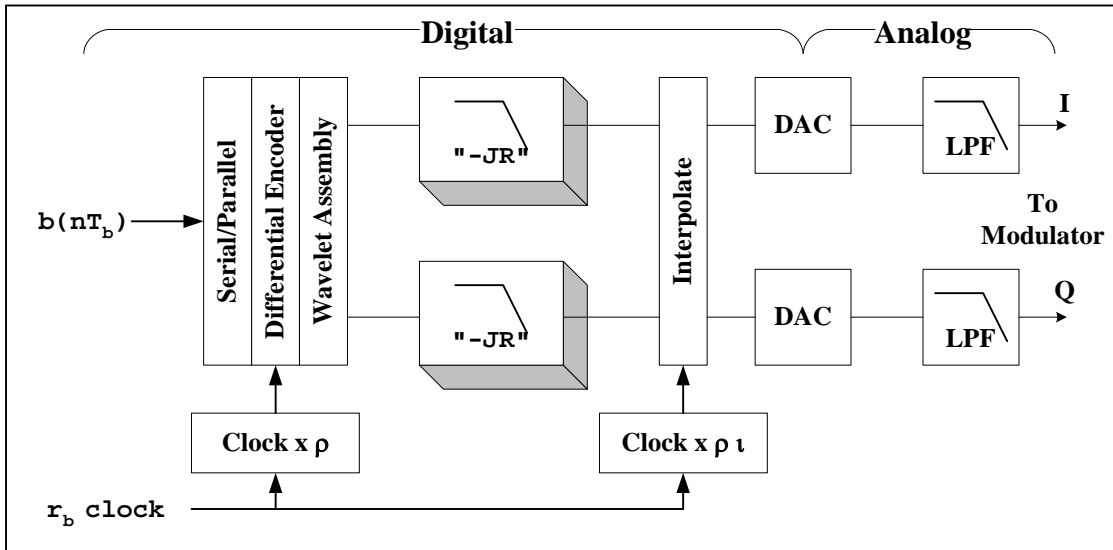 Digital
Analog
Serial/Parallel
Differential Encoder
Wavelet Assembly
"-JR"
Interpolate
DAC
LPF
I
b(nT_b)
To
Modulator
"-JR"
DAC
LPF
Q
Clock x ρ
Clock x ρ ι
r_b clock